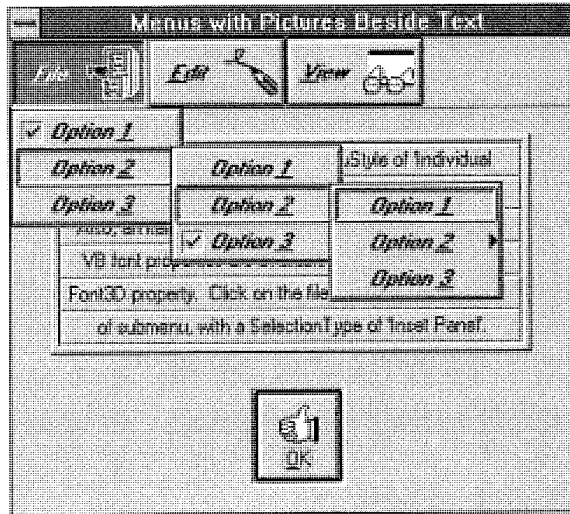 Menus with Pictures Beside Text
File Edit View
Option 1
Option 2
Option 3
Option 1
Option 2
Option 3
Option 1
Option 2
Option 3
Style of 'Individual
VB font
Font3D property. Click on the file
of submenu, with a SelectionType of 'Inset Panel'.
OK